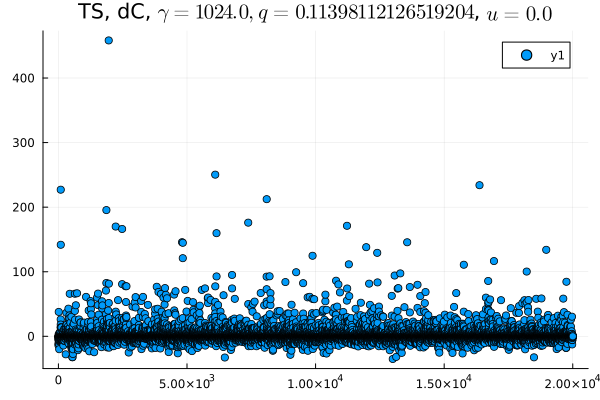 TS, dC, γ = 1024.0, q = 0.11398112126519204, u = 0.0
y1
400
300
200
100
0
0 5.00×10³ 1.00×10⁴ 1.50×10⁴ 2.00×10⁴